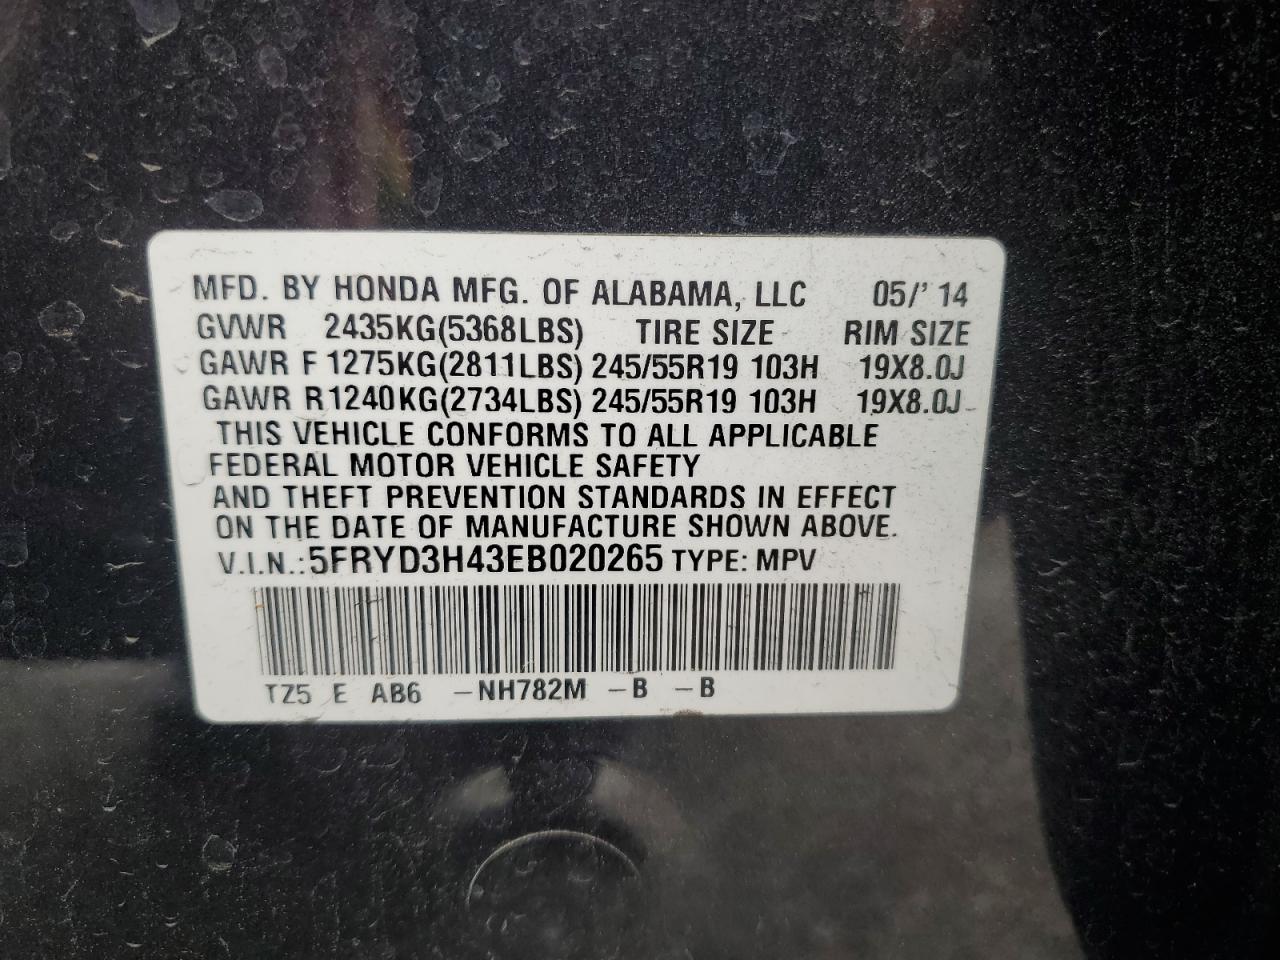 MFD. BY HONDA MFG. OF ALABAMA, LLC 05/'14
GVWR 2435KG(5368LBS) TIRE SIZE RIM SIZE
GAWR F 1275KG(2811LBS) 245/55R19 103H 19X8.0J
GAWR R 1240KG(2734LBS) 245/55R19 103H 19X8.0J
THIS VEHICLE CONFORMS TO ALL APPLICABLE
FEDERAL MOTOR VEHICLE SAFETY
AND THEFT PREVENTION STANDARDS IN EFFECT
ON THE DATE OF MANUFACTURE SHOWN ABOVE.
V.I.N.: 5FRYD3H43EB020265 TYPE: MPV
TZ5 E AB6 -NH782M -B -B